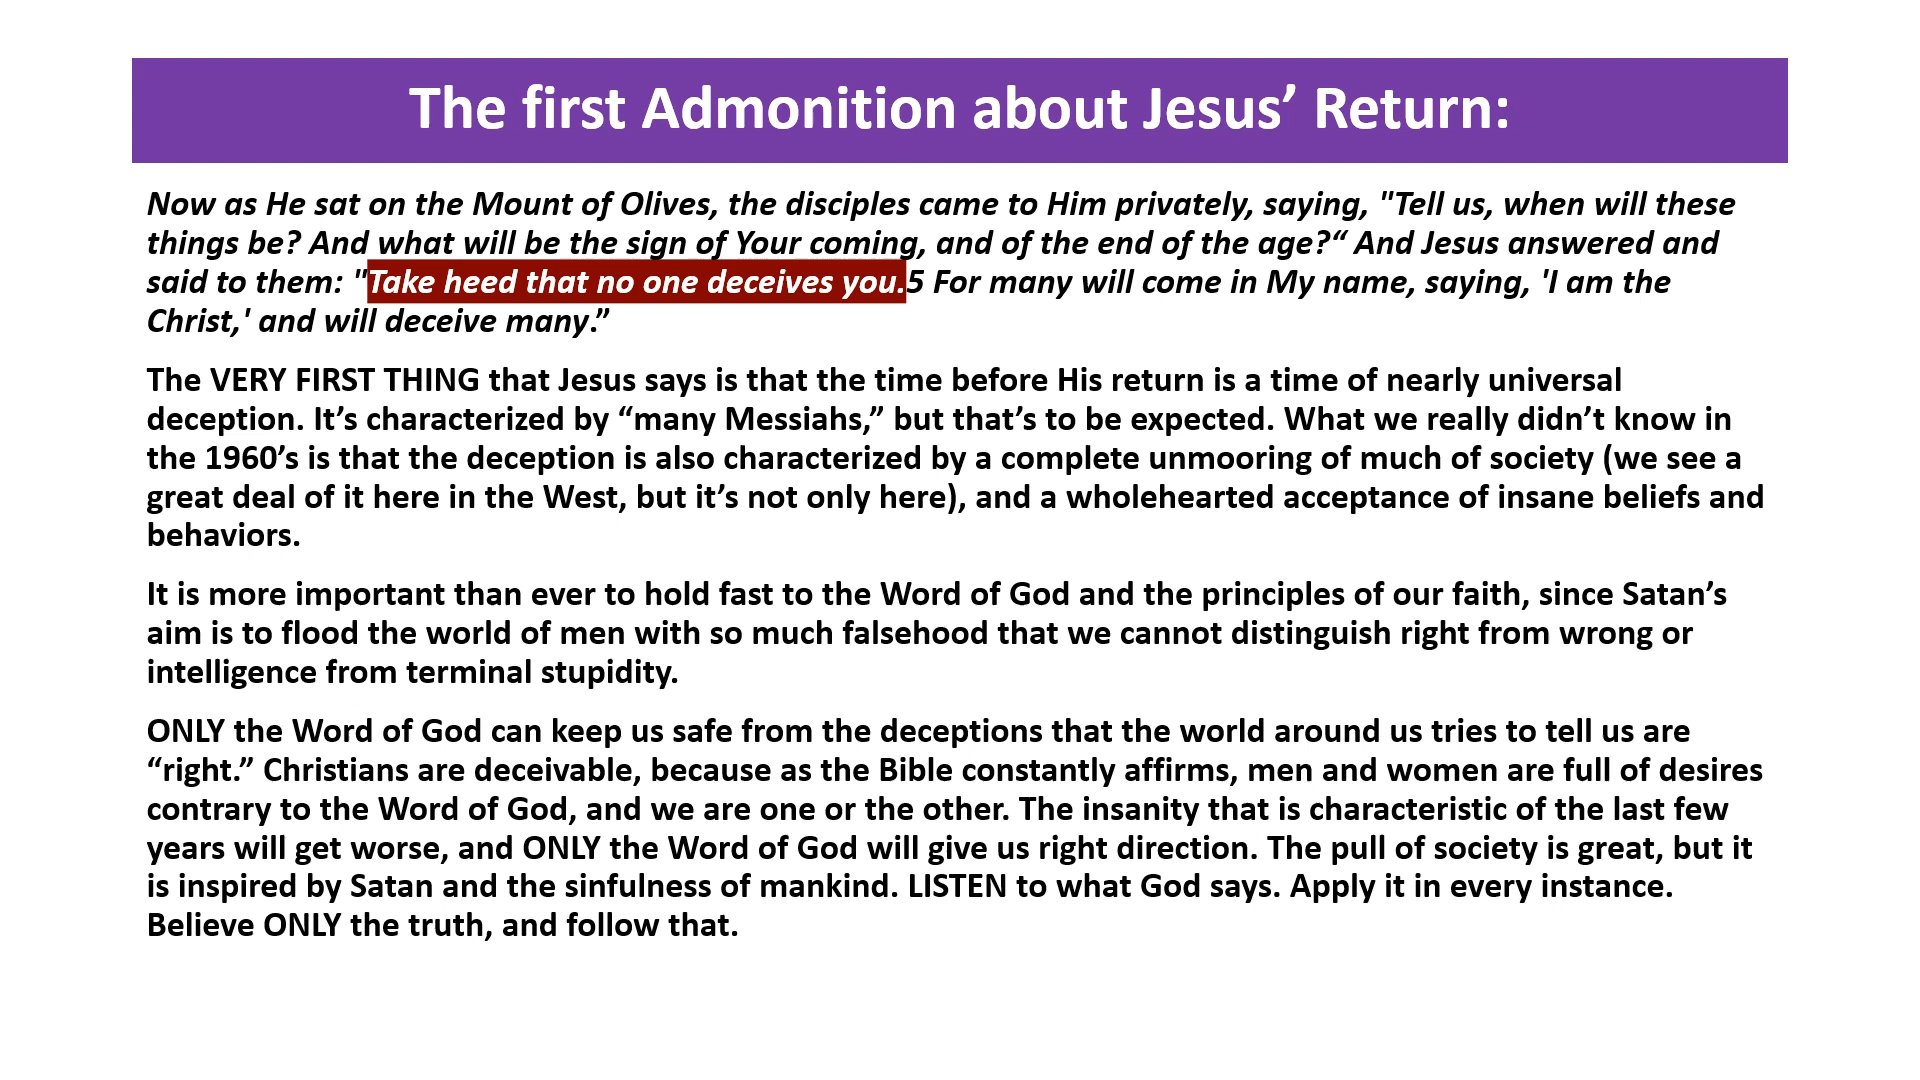 The first Admonition about Jesus’ Return:
Now as He sat on the Mount of Olives, the disciples came to Him privately, saying, "Tell us, when will these
things be? And what will be the sign of Your coming, and of the end of the age?“ And Jesus answered and
said to them: "Take heed that no one deceives you.5 For many will come in My name, saying, 'I am the
Christ,' and will deceive many.”
The VERY FIRST THING that Jesus says is that the time before His return is a time of nearly universal
deception. It’s characterized by “many Messiahs,” but that’s to be expected. What we really didn’t know in
the 1960’s is that the deception is also characterized by a complete unmooring of much of society (we see a
great deal of it here in the West, but it’s not only here), and a wholehearted acceptance of insane beliefs and
behaviors.
It is more important than ever to hold fast to the Word of God and the principles of our faith, since Satan’s
aim is to flood the world of men with so much falsehood that we cannot distinguish right from wrong or
intelligence from terminal stupidity.
ONLY the Word of God can keep us safe from the deceptions that the world around us tries to tell us are
“right.” Christians are deceivable, because as the Bible constantly affirms, men and women are full of desires
contrary to the Word of God, and we are one or the other. The insanity that is characteristic of the last few
years will get worse, and ONLY the Word of God will give us right direction. The pull of society is great, but it
is inspired by Satan and the sinfulness of mankind. LISTEN to what God says. Apply it in every instance.
Believe ONLY the truth, and follow that.